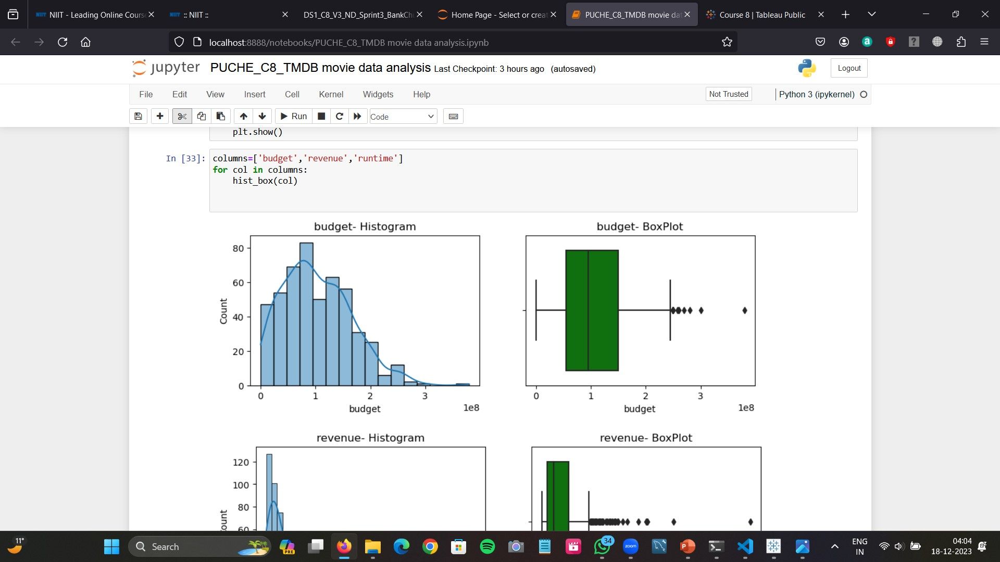 NIIT - Leading Online Course
:: NIIT ::
DS1_C8_V3_ND_Sprint3_BankChu
Home Page - Select or creat
PUCHE_C8_TMDB movie dat
Course 8 | Tableau Public
localhost:8888/notebooks/PUCHE_C8_TMDB movie data analysis.ipynb
jupyter PUCHE_C8_TMDB movie data analysis Last Checkpoint: 3 hours ago (autosaved)
Logout
File Edit View Insert Cell Kernel Widgets Help
Not Trusted
Python 3 (ipykernel)
Run
Code
plt.show()
In [33]:
columns=['budget','revenue','runtime']
for col in columns:
    hist_box(col)
budget- Histogram
80
60
40
20
0
Count
0 1 2 3
1e8
budget
budget- BoxPlot
0 1 2 3
1e8
budget
revenue- Histogram
120
100
80
60
revenue- BoxPlot
11°
Search
PRE
34
zoom
ENG
IN
04:04
18-12-2023